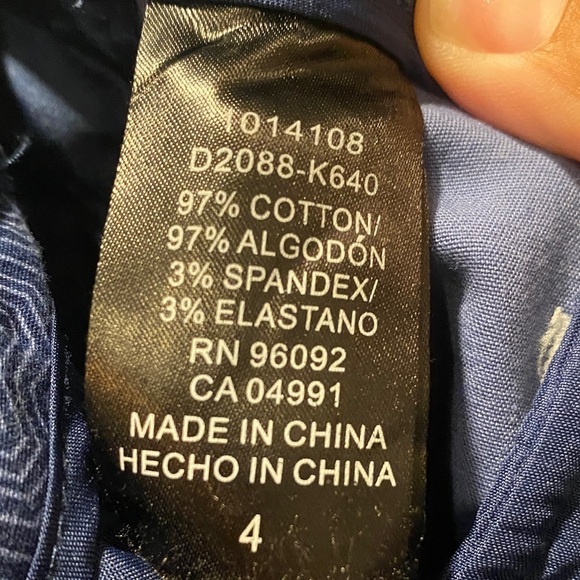 1014108
D2088-K640
97% COTTON/
97% ALGODÓN
3% SPANDEX/
3% ELASTANO
RN 96092
CA 04991
MADE IN CHINA
HECHO IN CHINA
4